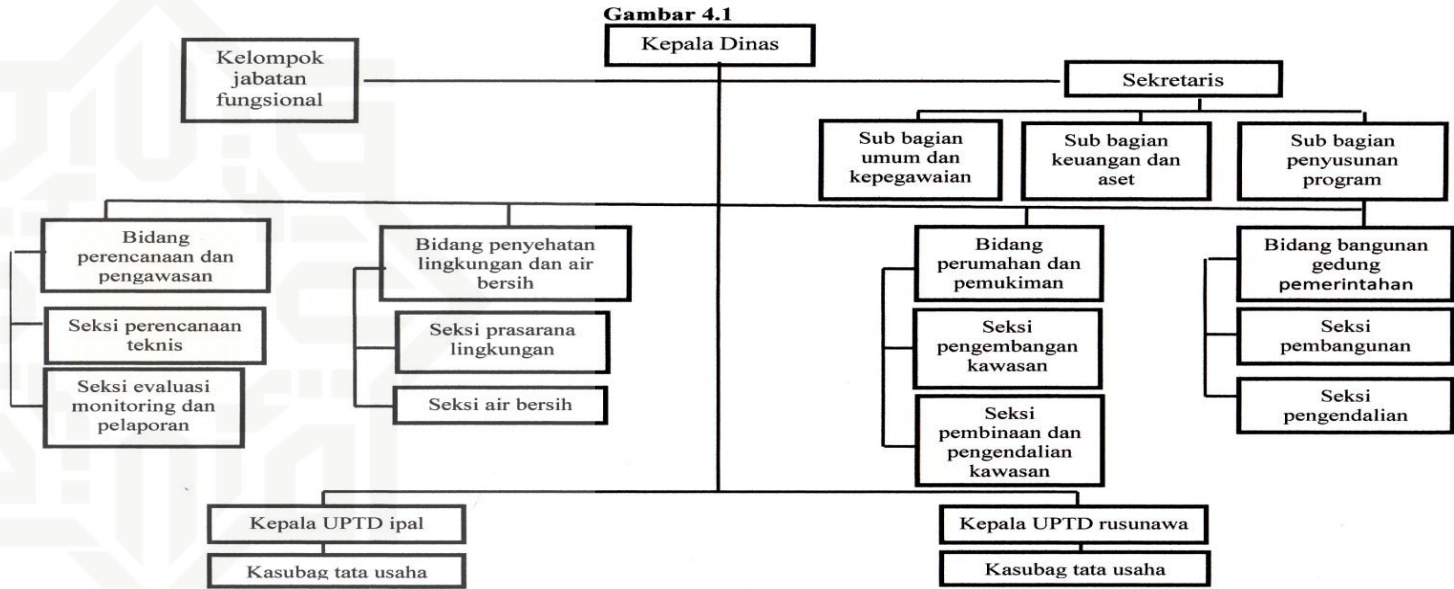 Gambar 4.1
Kepala Dinas
Kelompok
jabatan
fungsional
Sekretaris
Sub bagian
umum dan
kepegawaian
Sub bagian
keuangan dan
aset
Sub bagian
penyusunan
program
Bidang
perencanaan dan
pengawasan
Bidang penyehatan
lingkungan dan air
bersih
Bidang
perumahan dan
pemukiman
Bidang bangunan
gedung
pemerintahan
Seksi perencanaan
teknis
Seksi prasarana
lingkungan
Seksi
pengembangan
kawasan
Seksi
pembangunan
Seksi evaluasi
monitoring dan
pelaporan
Seksi air bersih
Seksi
pembinaan dan
pengendalian
kawasan
Seksi
pengendalian
Kepala UPTD ipal
Kepala UPTD rusunawa
Kasubag tata usaha
Kasubag tata usaha